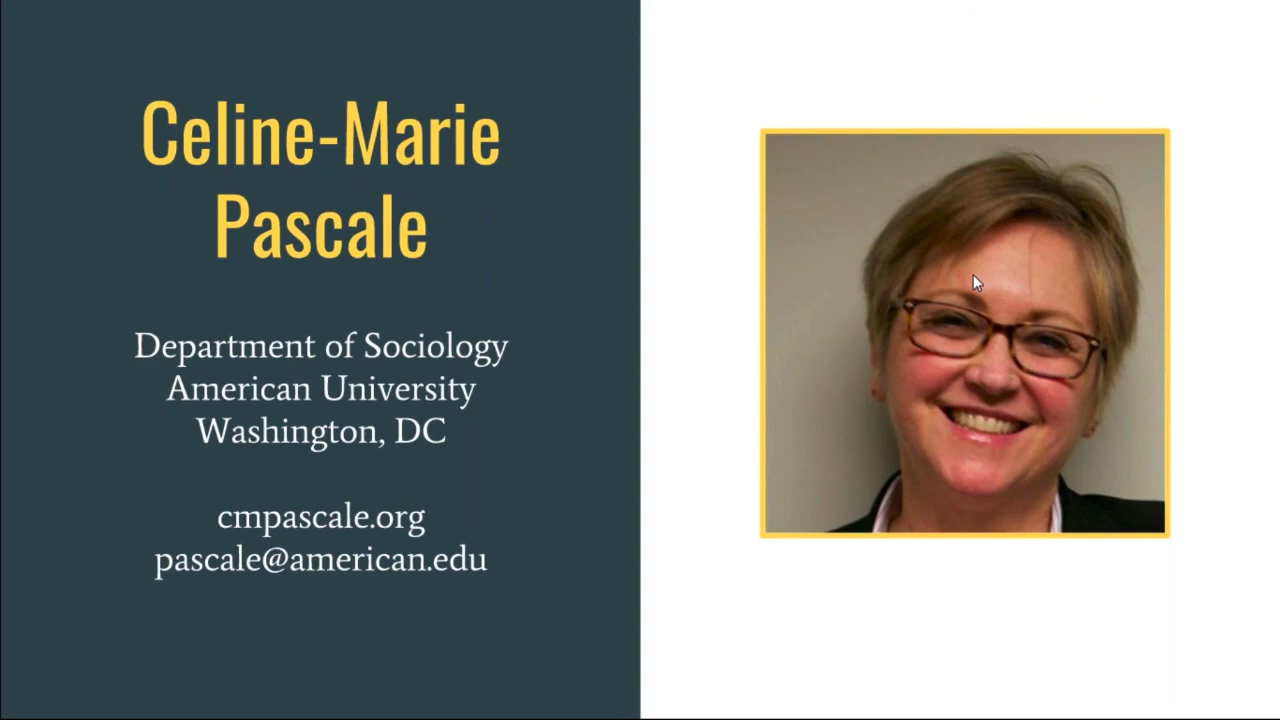 Celine-Marie
Pascale
Department of Sociology
American University
Washington, DC
cmpascale.org
pascale@american.edu